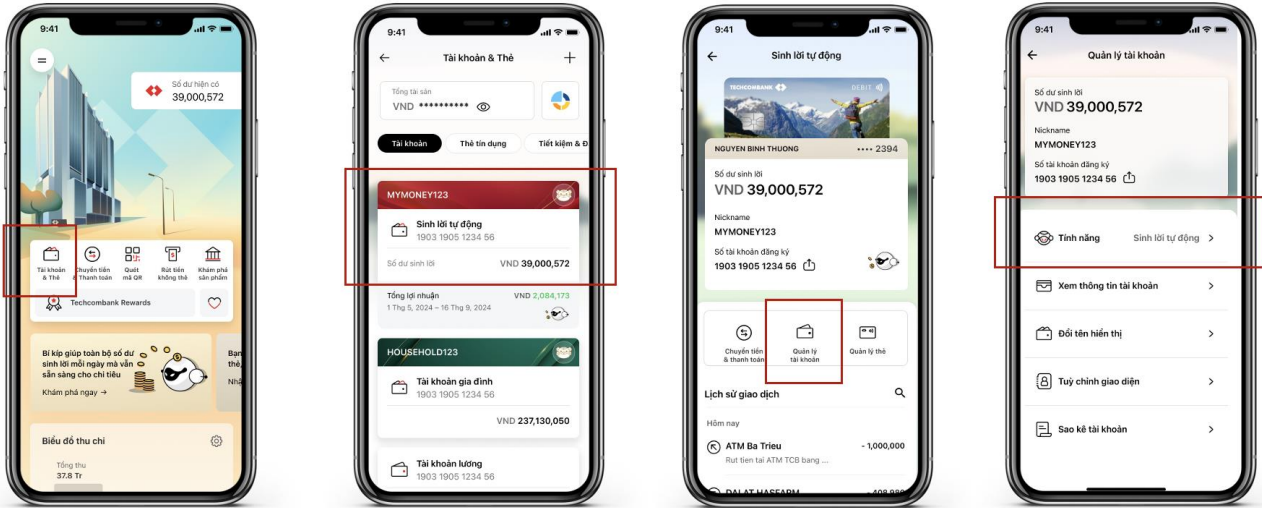 9:41
Số dư hiện có
39,000,572
Tài khoản
& Thẻ
Chuyển tiền
& Thanh toán
Quét
mã QR
Rút tiền
không thẻ
Khám phá
sản phẩm
Techcombank Rewards
Bí kíp giúp toàn bộ số dư
sinh lời mỗi ngày mà vẫn
sẵn sàng cho chi tiêu
Khám phá ngay →
Bạn
thẻ,
Nhậ
Biểu đồ thu chi
Tổng thu
37.8 Tr
9:41
Tài khoản & Thẻ
Tổng tài sản
VND **********
Tài khoản
Thẻ tín dụng
Tiết kiệm & Đ
MYMONEY123
Sinh lời tự động
1903 1905 1234 56
Số dư sinh lời VND 39,000,572
Tổng lợi nhuận VND 2,084,173
1 Thg 5, 2024 – 16 Thg 9, 2024
HOUSEHOLD123
Tài khoản gia đình
1903 1905 1234 56
VND 237,130,050
Tài khoản lương
1903 1905 1234 56
9:41
Sinh lời tự động
TECHCOMBANK
DEBIT
NGUYEN BINH THUONG •••• 2394
Số dư sinh lời
VND 39,000,572
Nickname
MYMONEY123
Số tài khoản đăng ký
1903 1905 1234 56
Chuyển tiền
& thanh toán
Quản lý
tài khoản
Quản lý thẻ
Lịch sử giao dịch
Hôm nay
ATM Ba Trieu - 1,000,000
Rut tien tai ATM TCB bang ...
DALAT HASFARM - 408,980
9:41
Quản lý tài khoản
Số dư sinh lời
VND 39,000,572
Nickname
MYMONEY123
Số tài khoản đăng ký
1903 1905 1234 56
Tính năng Sinh lời tự động >
Xem thông tin tài khoản >
Đổi tên hiển thị >
Tuỳ chỉnh giao diện >
Sao kê tài khoản >